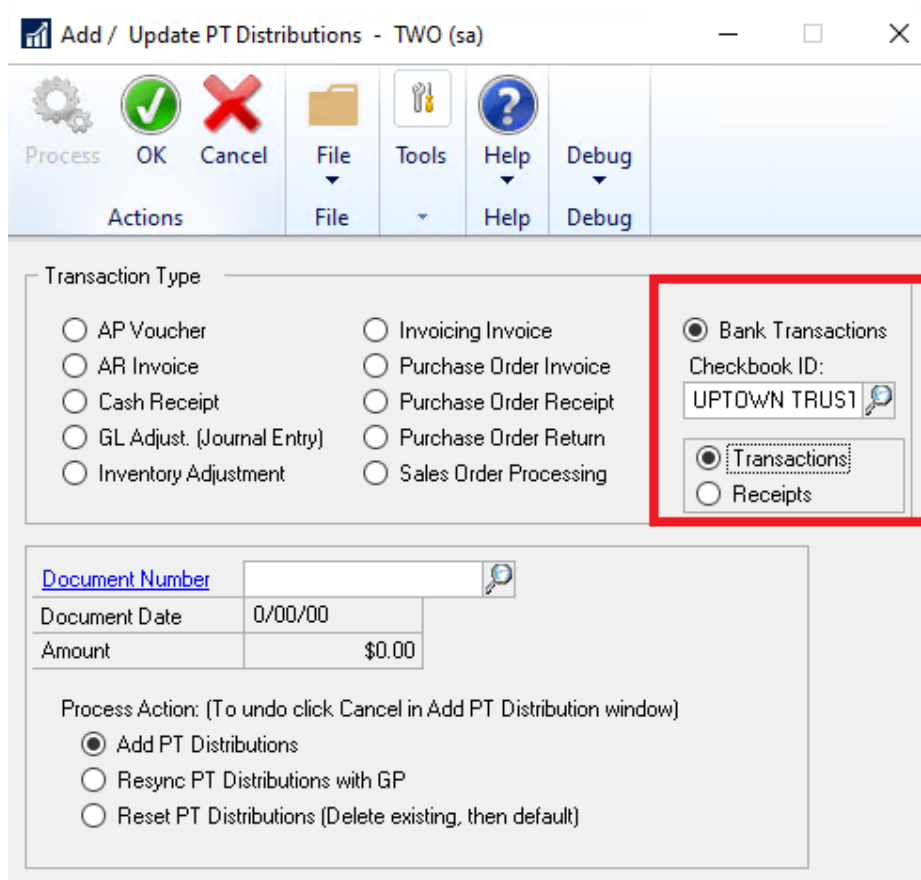 Add / Update PT Distributions - TWO (sa)
Process OK Cancel File Tools Help Debug
Actions File Help Debug
Transaction Type
AP Voucher
AR Invoice
Cash Receipt
GL Adjust. (Journal Entry)
Inventory Adjustment
Invoicing Invoice
Purchase Order Invoice
Purchase Order Receipt
Purchase Order Return
Sales Order Processing
Bank Transactions
Checkbook ID:
UPTOWN TRUST
Transactions
Receipts
Document Number
Document Date 0/00/00
Amount $0.00
Process Action: (To undo click Cancel in Add PT Distribution window)
Add PT Distributions
Resync PT Distributions with GP
Reset PT Distributions (Delete existing, then default)